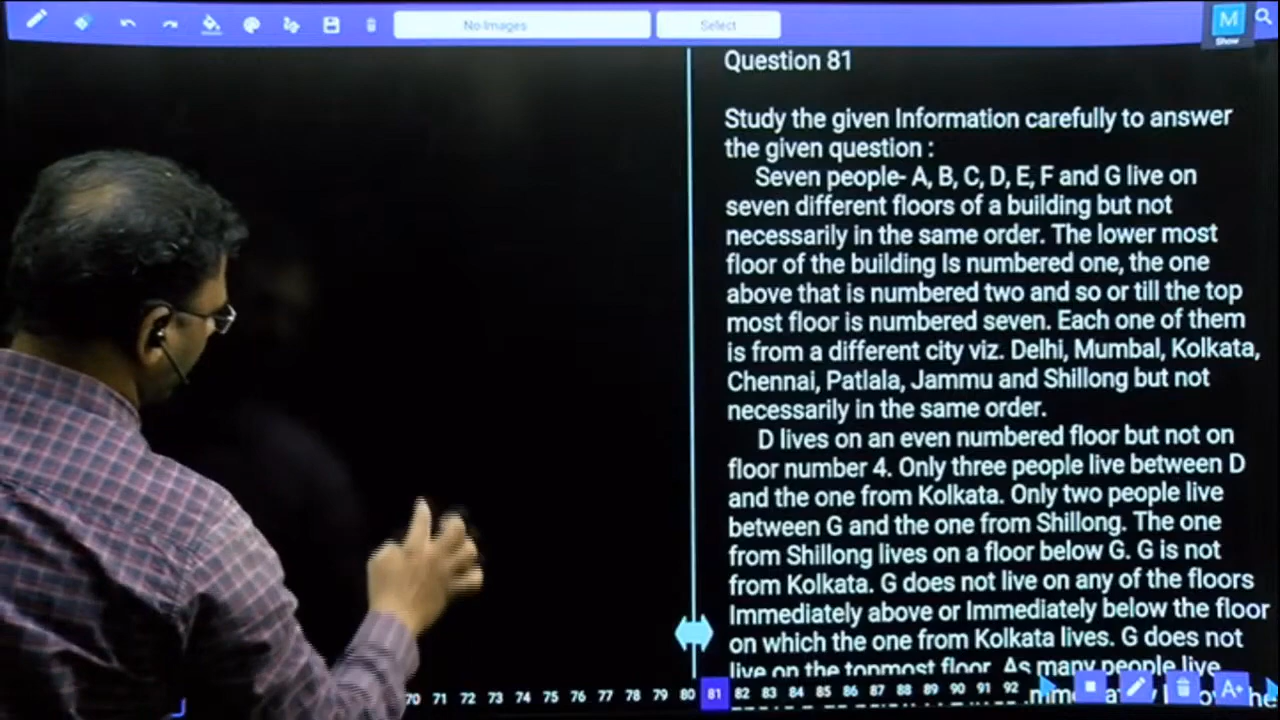 No Images
Select
M
Show
Question 81
Study the given Information carefully to answer
the given question :
Seven people- A, B, C, D, E, F and G live on
seven different floors of a building but not
necessarily in the same order. The lower most
floor of the building Is numbered one, the one
above that is numbered two and so or till the top
most floor is numbered seven. Each one of them
is from a different city viz. Delhi, Mumbal, Kolkata,
Chennai, Patlala, Jammu and Shillong but not
necessarily in the same order.
D lives on an even numbered floor but not on
floor number 4. Only three people live between D
and the one from Kolkata. Only two people live
between G and the one from Shillong. The one
from Shillong lives on a floor below G. G is not
from Kolkata. G does not live on any of the floors
Immediately above or Immediately below the floor
on which the one from Kolkata lives. G does not
live on the topmost floor. As many people live
70 71 72 73 74 75 76 77 78 79 80 81 82 83 84 85 86 87 88 89 90 91 92
A+